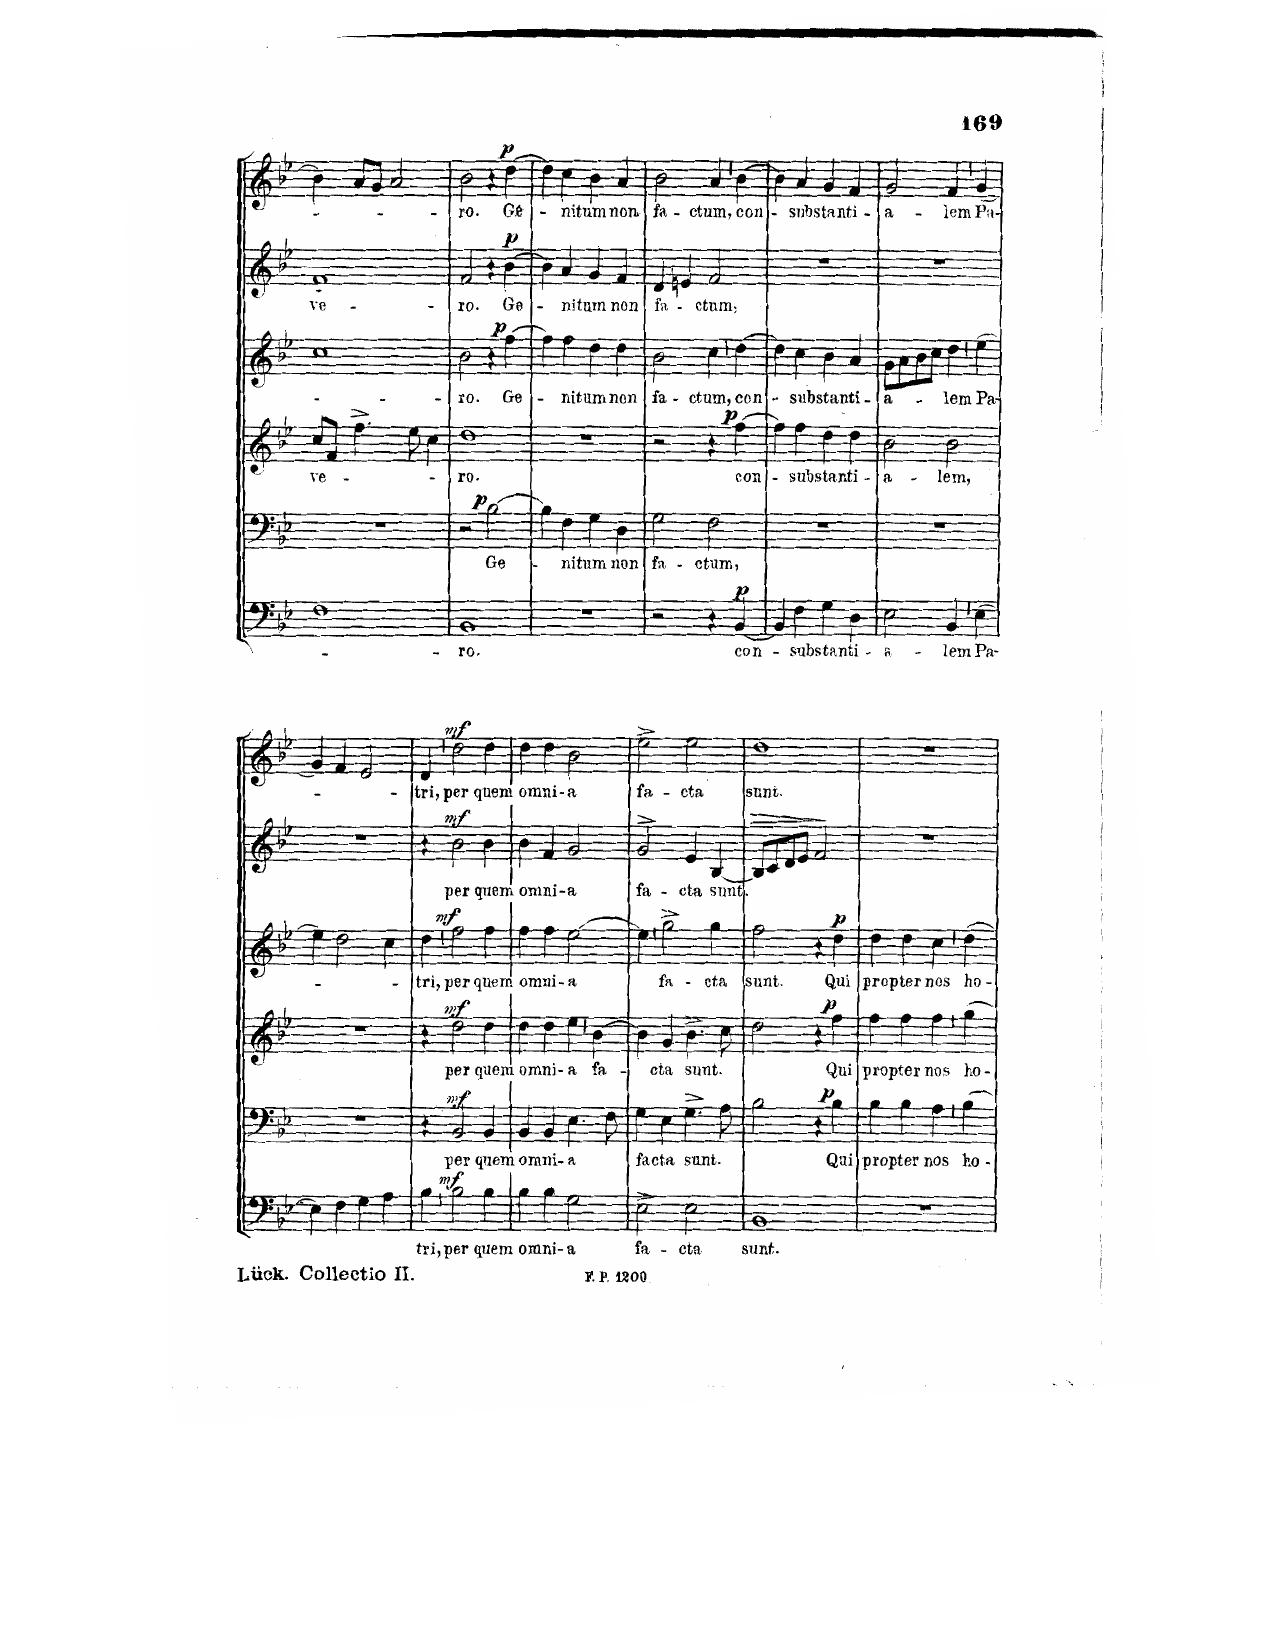 169
p
- - - ro. Ge - nitum non fa - ctum, con - substanti - a - lem Pa-
p
ve - - ro. Ge - nitum non fa - ctum,
p
- - - ro. Ge - nitum non fa - ctum, con - substanti - a - lem Pa-
p
ve - - ro. con - substanti - a - lem,
p
Ge - nitum non fa - ctum,
p
- - ro. con - substanti - a - lem Pa-
mf
- - tri, per quem omni-a fa - cta sunt.
mf
per quem omni-a fa - cta sunt.
mf p
- - tri, per quem omni-a fa - cta sunt. Qui propter nos ho-
mf p
per quem omni-a fa - cta sunt. Qui propter nos ho-
mf p
per quem omni-a facta sunt. Qui propter nos ho-
mf
tri, per quem omni-a fa - cta sunt.
Lück. Collectio II. F. P. 1200